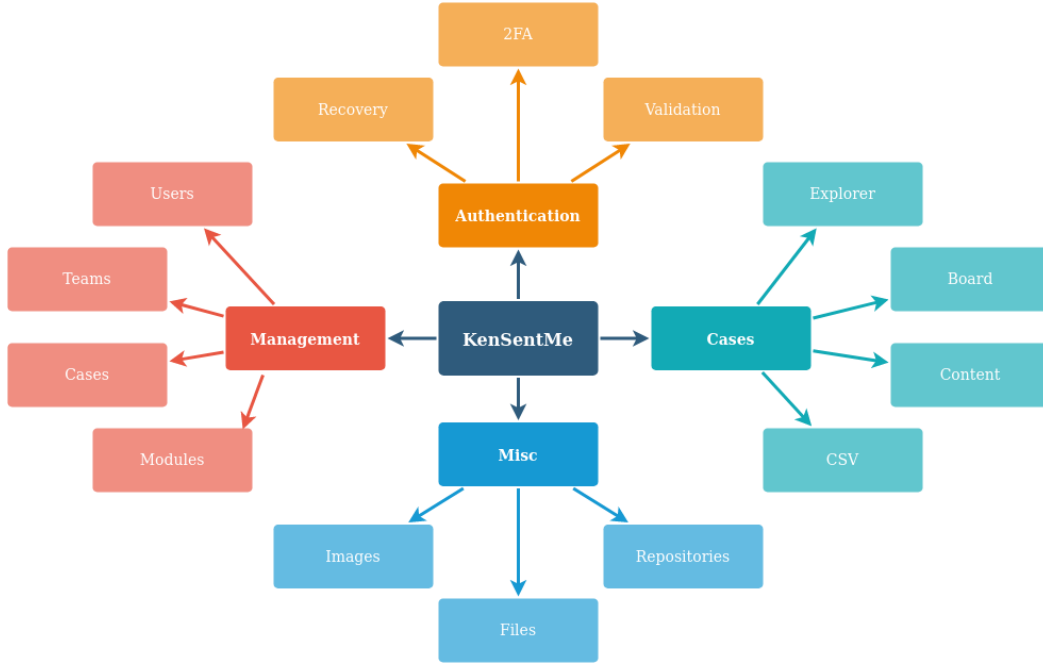 2FA
Recovery
Validation
Users
Explorer
Authentication
Teams
Board
Management
KenSentMe
Cases
Cases
Content
Modules
Misc
CSV
Images
Repositories
Files